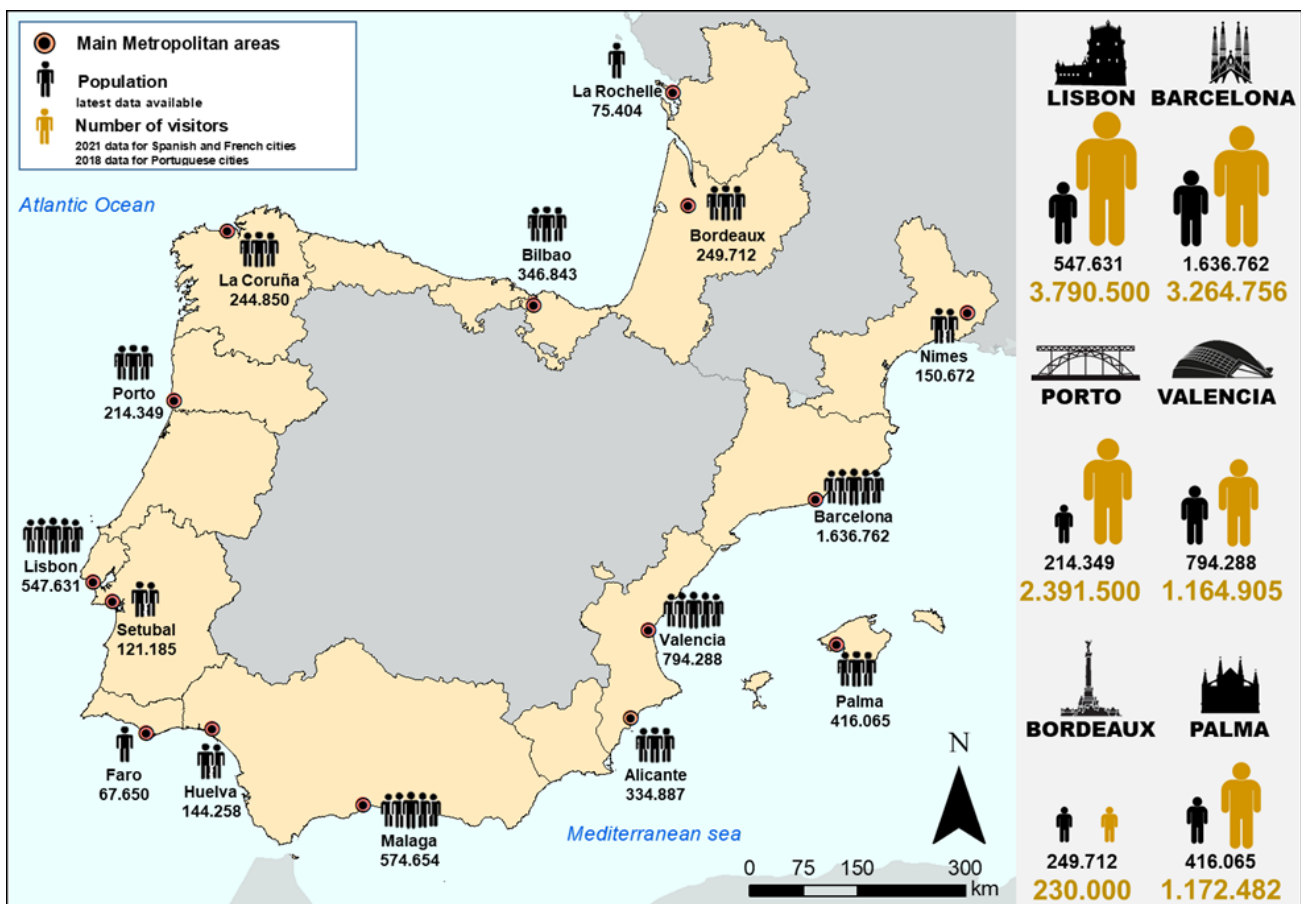 Main Metropolitan areas
Population
latest data available
Number of visitors
2021 data for Spanish and French cities
2018 data for Portuguese cities
Atlantic Ocean
La Rochelle
75.404
Bordeaux
249.712
Bilbao
346.843
La Coruña
244.850
Nimes
150.672
Porto
214.349
Barcelona
1.636.762
Lisbon
547.631
Setubal
121.185
Valencia
794.288
Palma
416.065
Faro
67.650
Huelva
144.258
Alicante
334.887
Malaga
574.654
Mediterranean sea
N
0 75 150 300
km
LISBON BARCELONA
547.631 1.636.762
3.790.500 3.264.756
PORTO VALENCIA
214.349 794.288
2.391.500 1.164.905
BORDEAUX PALMA
249.712 416.065
230.000 1.172.482